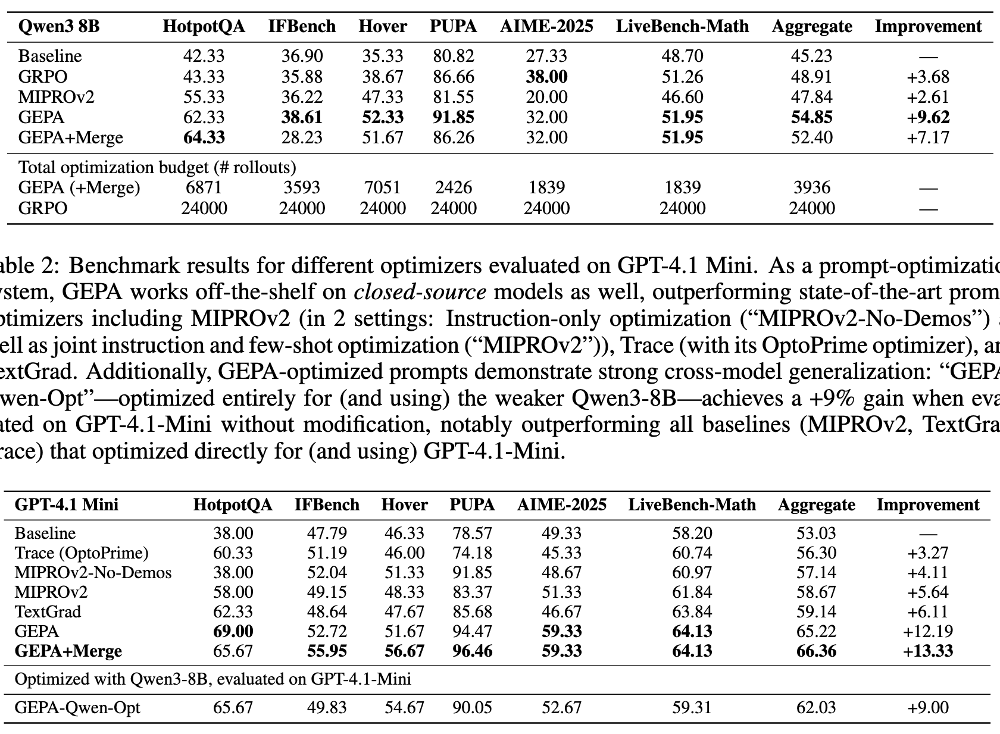 Qwen3 8B HotpotQA IFBench Hover PUPA AIME-2025 LiveBench-Math Aggregate Improvement
Baseline 42.33 36.90 35.33 80.82 27.33 48.70 45.23 —
GRPO 43.33 35.88 38.67 86.66 38.00 51.26 48.91 +3.68
MIPROv2 55.33 36.22 47.33 81.55 20.00 46.60 47.84 +2.61
GEPA 62.33 38.61 52.33 91.85 32.00 51.95 54.85 +9.62
GEPA+Merge 64.33 28.23 51.67 86.26 32.00 51.95 52.40 +7.17
Total optimization budget (# rollouts)
GEPA (+Merge) 6871 3593 7051 2426 1839 1839 3936 —
GRPO 24000 24000 24000 24000 24000 24000 24000 —
able 2: Benchmark results for different optimizers evaluated on GPT-4.1 Mini. As a prompt-optimizatio
ystem, GEPA works off-the-shelf on closed-source models as well, outperforming state-of-the-art prom
ptimizers including MIPROv2 (in 2 settings: Instruction-only optimization (“MIPROv2-No-Demos”) a
ell as joint instruction and few-shot optimization (“MIPROv2”)), Trace (with its OptoPrime optimizer), an
extGrad. Additionally, GEPA-optimized prompts demonstrate strong cross-model generalization: “GEPA
wen-Opt”—optimized entirely for (and using) the weaker Qwen3-8B—achieves a +9% gain when eva
ated on GPT-4.1-Mini without modification, notably outperforming all baselines (MIPROv2, TextGra
race) that optimized directly for (and using) GPT-4.1-Mini.
GPT-4.1 Mini HotpotQA IFBench Hover PUPA AIME-2025 LiveBench-Math Aggregate Improvement
Baseline 38.00 47.79 46.33 78.57 49.33 58.20 53.03 —
Trace (OptoPrime) 60.33 51.19 46.00 74.18 45.33 60.74 56.30 +3.27
MIPROv2-No-Demos 38.00 52.04 51.33 91.85 48.67 60.97 57.14 +4.11
MIPROv2 58.00 49.15 48.33 83.37 51.33 61.84 58.67 +5.64
TextGrad 62.33 48.64 47.67 85.68 46.67 63.84 59.14 +6.11
GEPA 69.00 52.72 51.67 94.47 59.33 64.13 65.22 +12.19
GEPA+Merge 65.67 55.95 56.67 96.46 59.33 64.13 66.36 +13.33
Optimized with Qwen3-8B, evaluated on GPT-4.1-Mini
GEPA-Qwen-Opt 65.67 49.83 54.67 90.05 52.67 59.31 62.03 +9.00